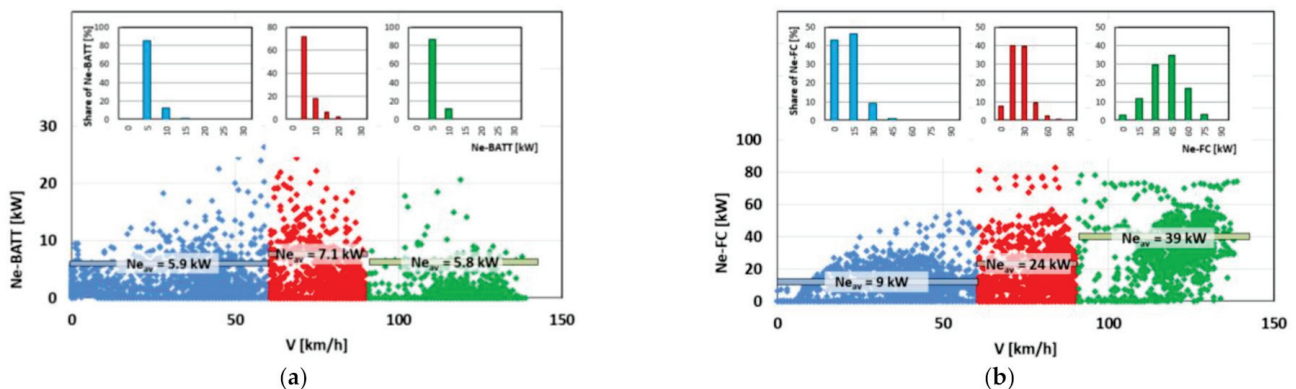 Share of Ne-BATT [%]
100
80
60
40
20
0
0 5 10 15 20 30
80
60
40
20
0
0 5 10 15 20 30
100
80
60
40
20
0
0 5 10 15 20 30
Ne-BATT [kW]
Ne-BATT [kW]
30
20
10
0
Neav = 5.9 kW
Neav = 7.1 kW
Neav = 5.8 kW
0 50 100 150
V [km/h]
(a)
Share of Ne-FC [%]
50
40
30
20
10
0
0 15 30 45 60 75 90
50
40
30
20
10
0
0 30 60 90
50
40
30
20
10
0
0 15 30 45 60 75 90
Ne-FC [kW]
Ne-FC [kW]
100
80
60
40
20
0
Neav = 9 kW
Neav = 24 kW
Neav = 39 kW
0 50 100 150
V [km/h]
(b)